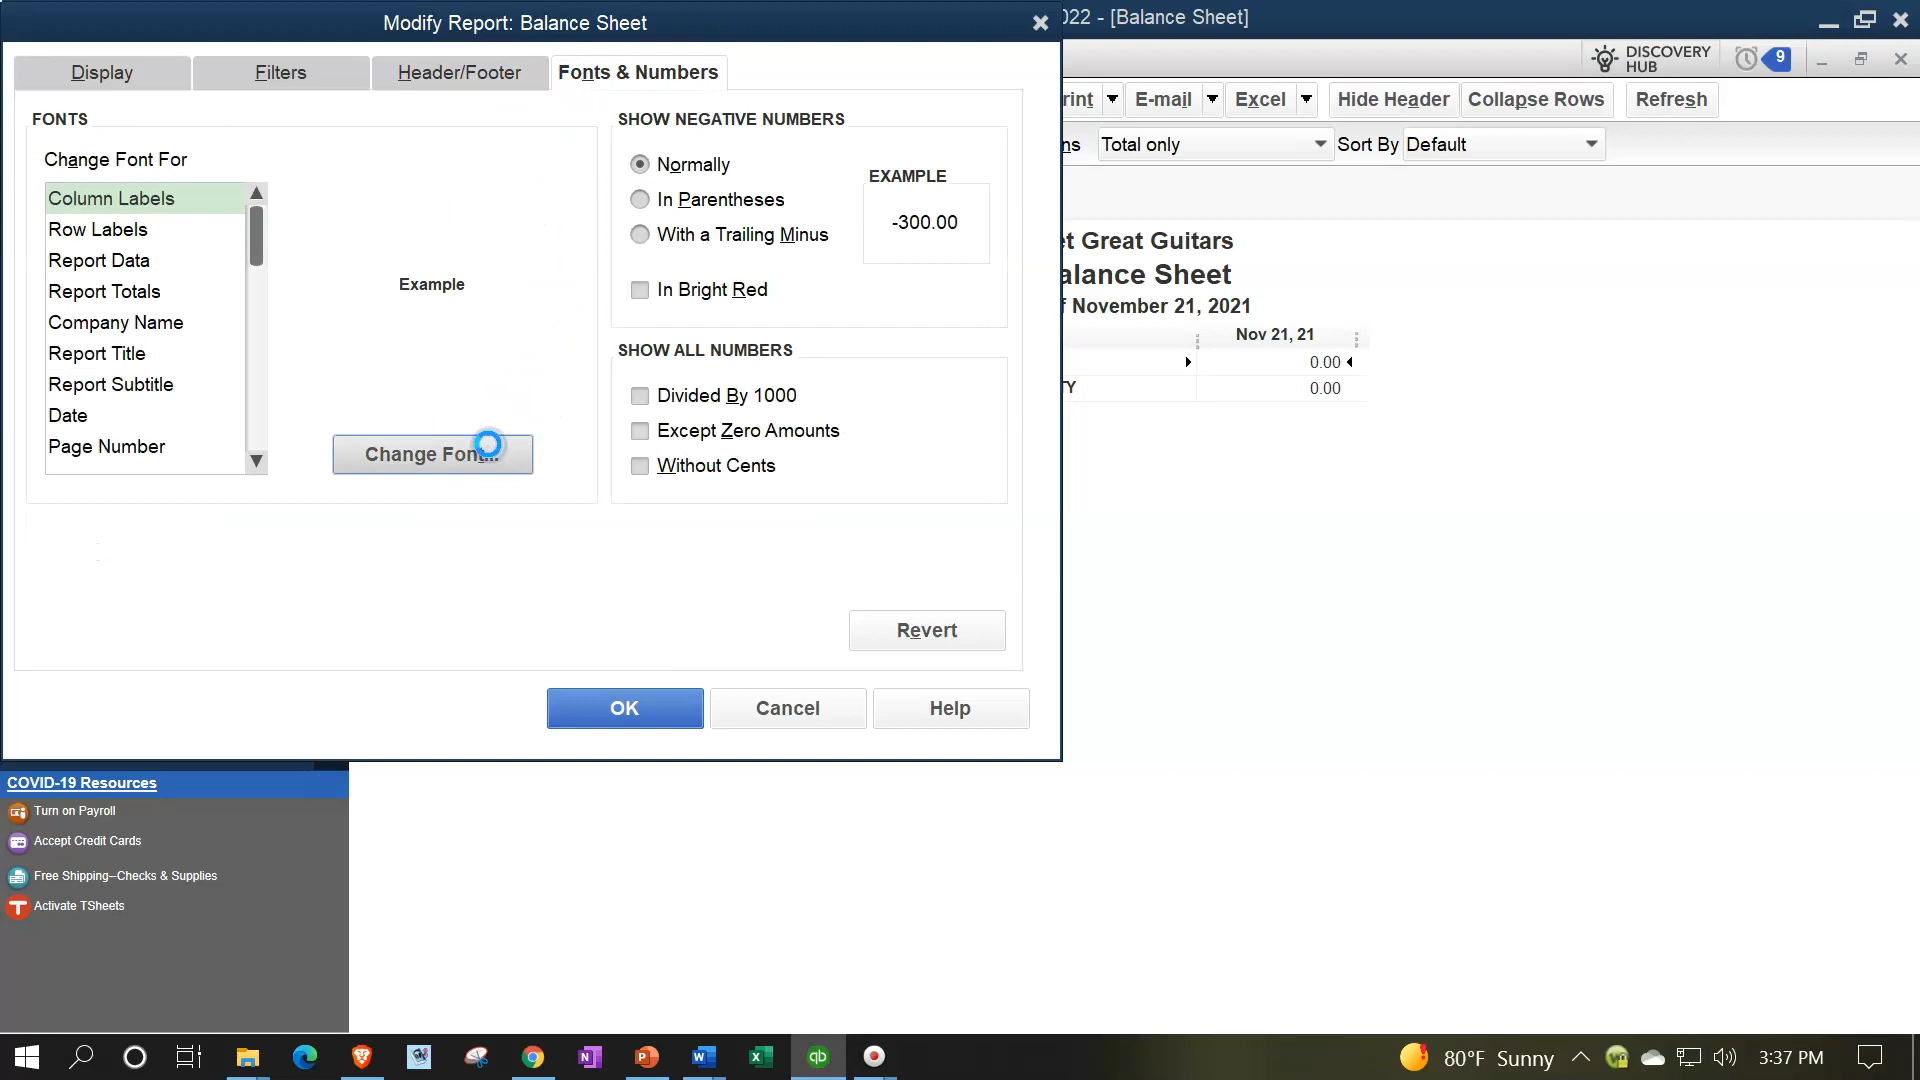 Modify Report: Balance Sheet
022 - [Balance Sheet]
DISCOVERY
HUB
9
Display
Filters
Header/Footer
Fonts & Numbers
rint
E-mail
Excel
Hide Header
Collapse Rows
Refresh
ns
Total only
Sort By
Default
FONTS
Change Font For
Column Labels
Row Labels
Report Data
Report Totals
Company Name
Report Title
Report Subtitle
Date
Page Number
Example
Change Font...
SHOW NEGATIVE NUMBERS
Normally
In Parentheses
With a Trailing Minus
In Bright Red
EXAMPLE
-300.00
SHOW ALL NUMBERS
Divided By 1000
Except Zero Amounts
Without Cents
Revert
OK
Cancel
Help
et Great Guitars
alance Sheet
f November 21, 2021
Nov 21, 21
0.00
TY
0.00
COVID-19 Resources
Turn on Payroll
Accept Credit Cards
Free Shipping--Checks & Supplies
Activate TSheets
80°F Sunny
3:37 PM